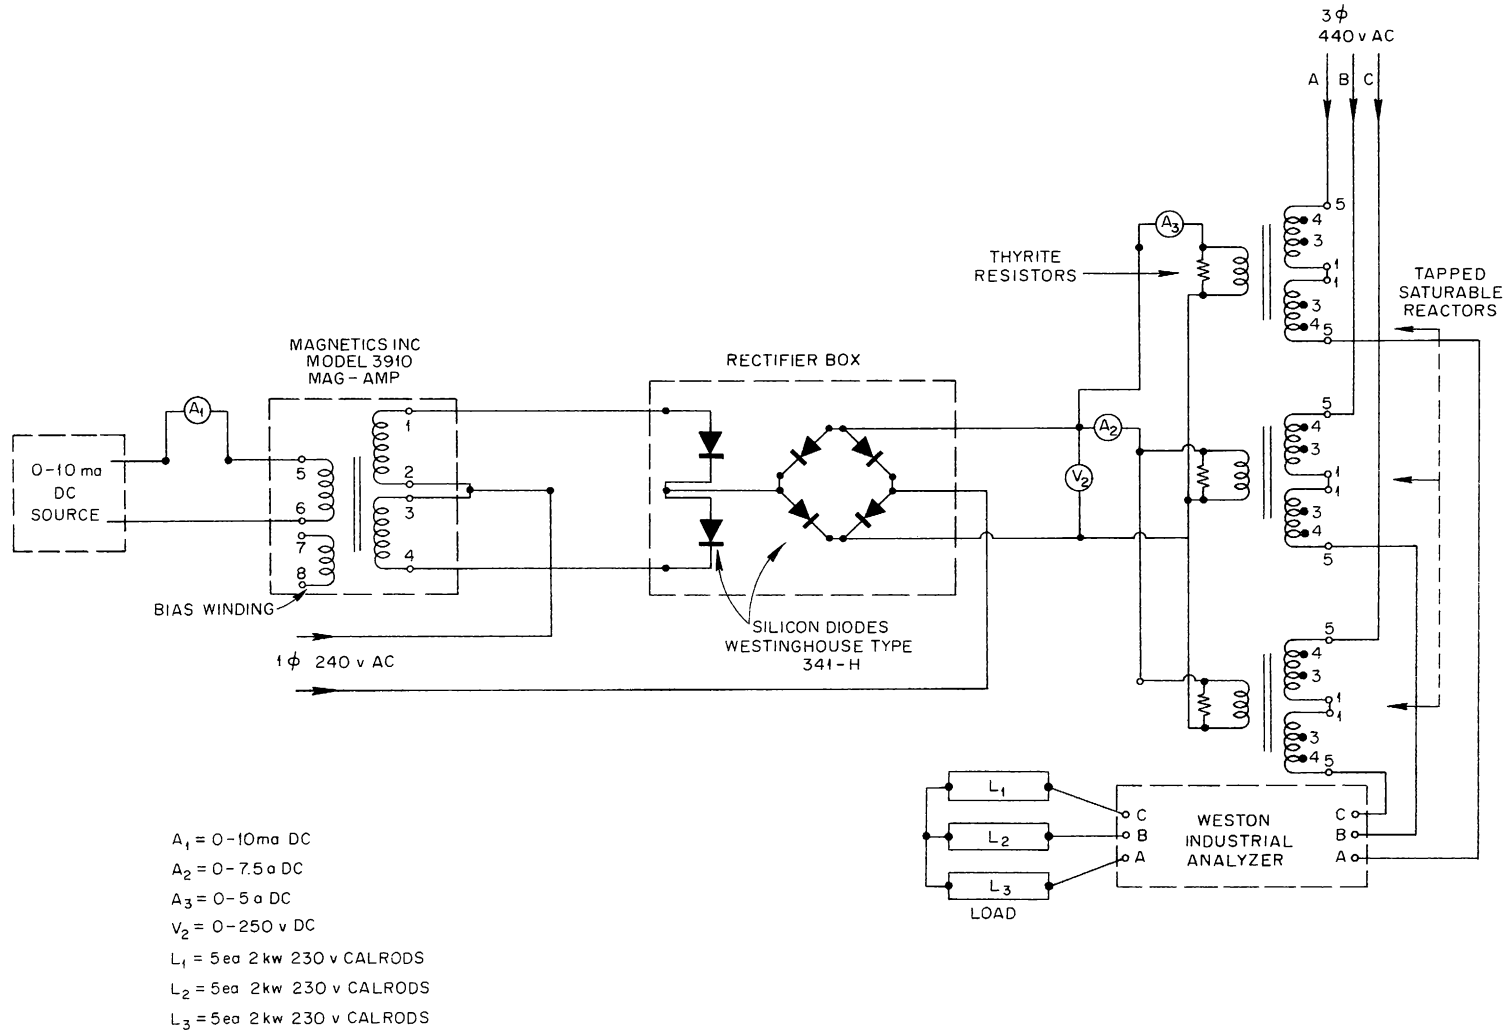 3ϕ
440 v AC
A B C
5
4
3
1
1
3
4
5
A₃
THYRITE
RESISTORS
TAPPED
SATURABLE
REACTORS
MAGNETICS INC
MODEL 3910
MAG-AMP
RECTIFIER BOX
A₁
0-10 ma
DC
SOURCE
5
6
7
8
1
2
3
4
BIAS WINDING
1ϕ 240 v AC
SILICON DIODES
WESTINGHOUSE TYPE
341-H
A₂
V₂
5
4
3
1
1
3
4
5
5
4
3
1
1
3
4
5
L₁
L₂
L₃
LOAD
C
B
A
WESTON
INDUSTRIAL
ANALYZER
C
B
A
A₁ = 0-10ma DC
A₂ = 0-7.5a DC
A₃ = 0-5a DC
V₂ = 0-250 v DC
L₁ = 5ea 2kw 230 v CALRODS
L₂ = 5ea 2kw 230 v CALRODS
L₃ = 5ea 2kw 230 v CALRODS